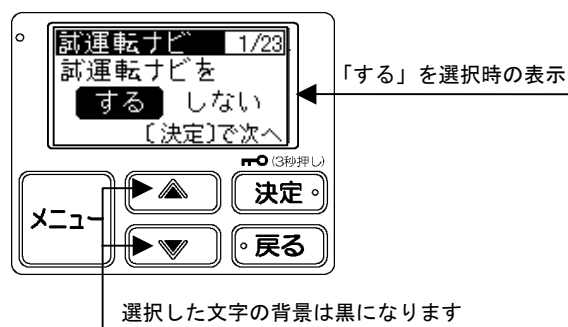 試運転ナビ 1/23
試運転ナビを
する しない
〔決定〕で次へ
「する」を選択時の表示
(3秒押し)
メニュー
決定
戻る
選択した文字の背景は黒になります